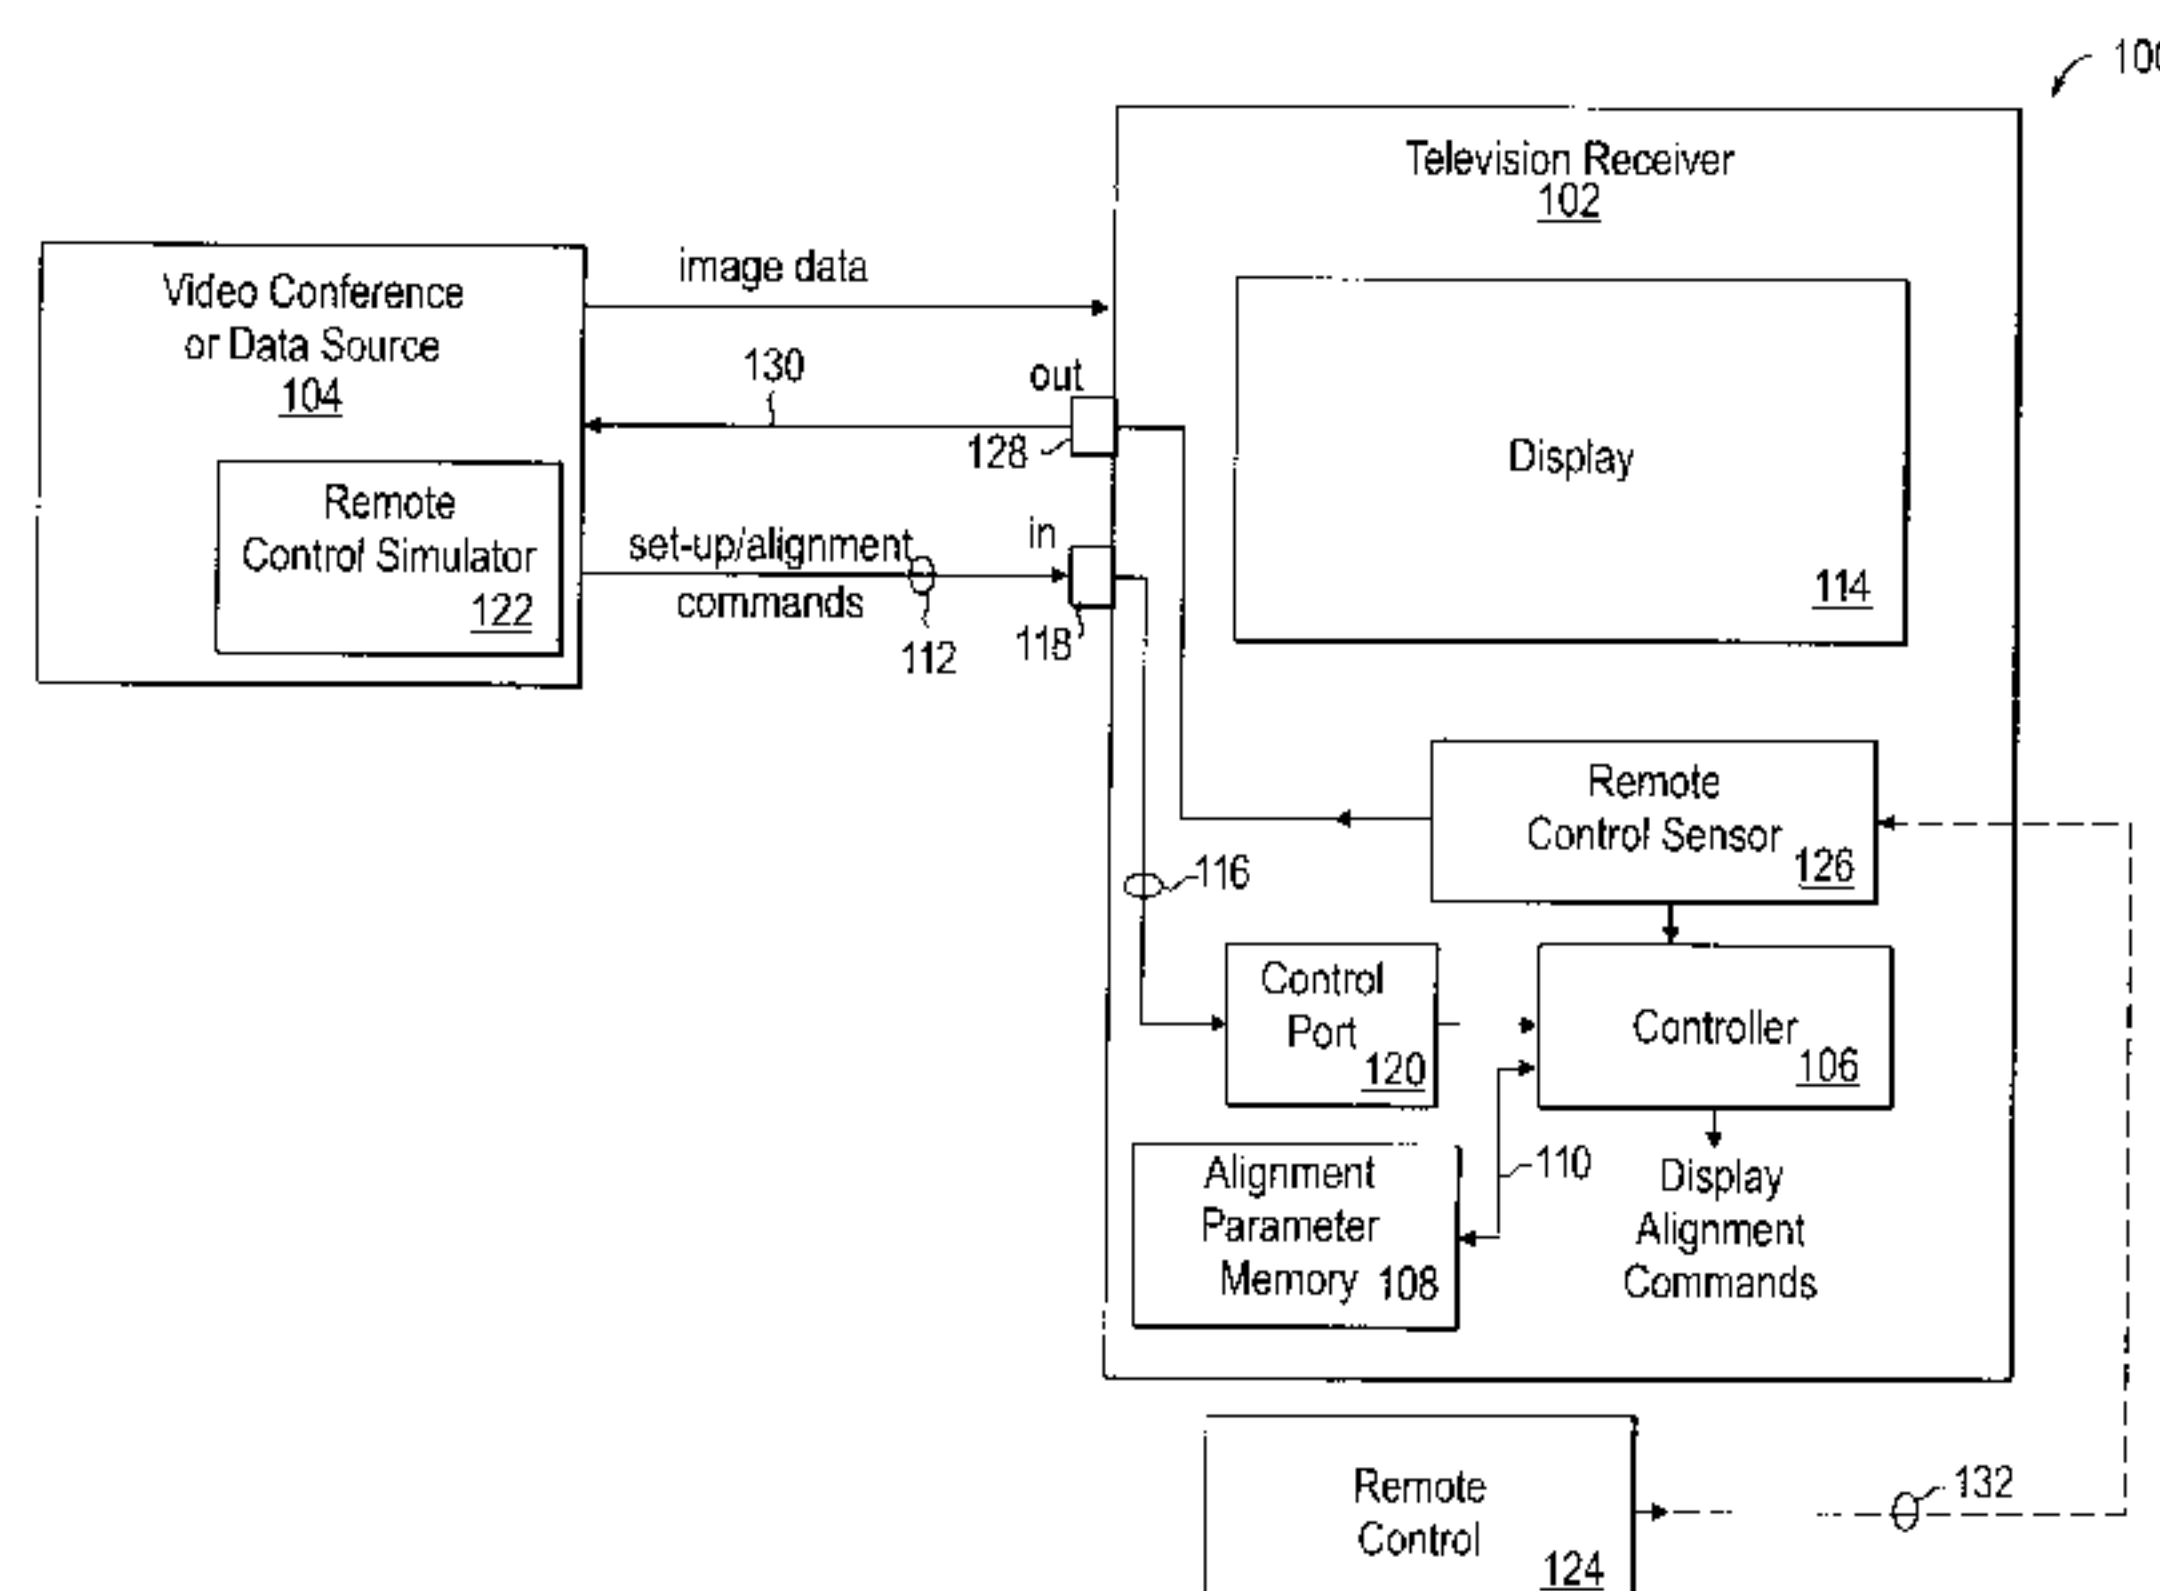 Television Receiver
102
Video Conference
or Data Source
104
image data
130
out
128
Display
114
Remote
Control Simulator
122
set-up/alignment
commands
in
112
118
Remote
Control Sensor
126
116
Control
Port
120
Controller
106
Alignment
Parameter
Memory 108
110
Display
Alignment
Commands
Remote
Control
124
132